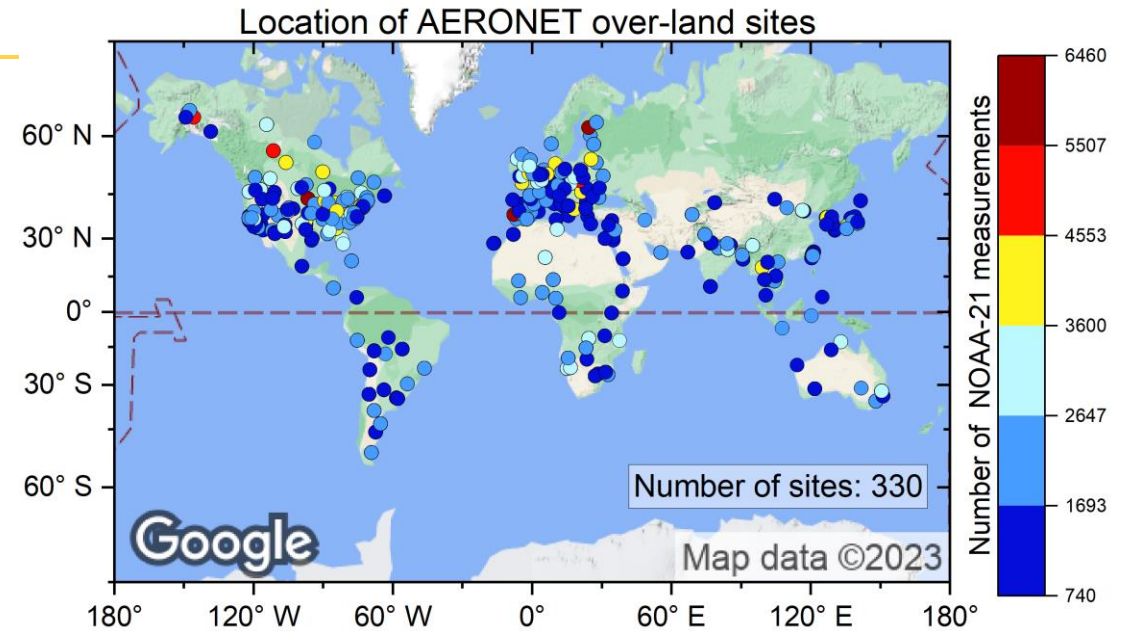 Location of AERONET over-land sites
60° N
30° N
0°
30° S
60° S
180°
120° W
60° W
0°
60° E
120° E
180°
Number of sites: 330
Google
Map data ©2023
Number of NOAA-21 measurements
6460
5507
4553
3600
2647
1693
740